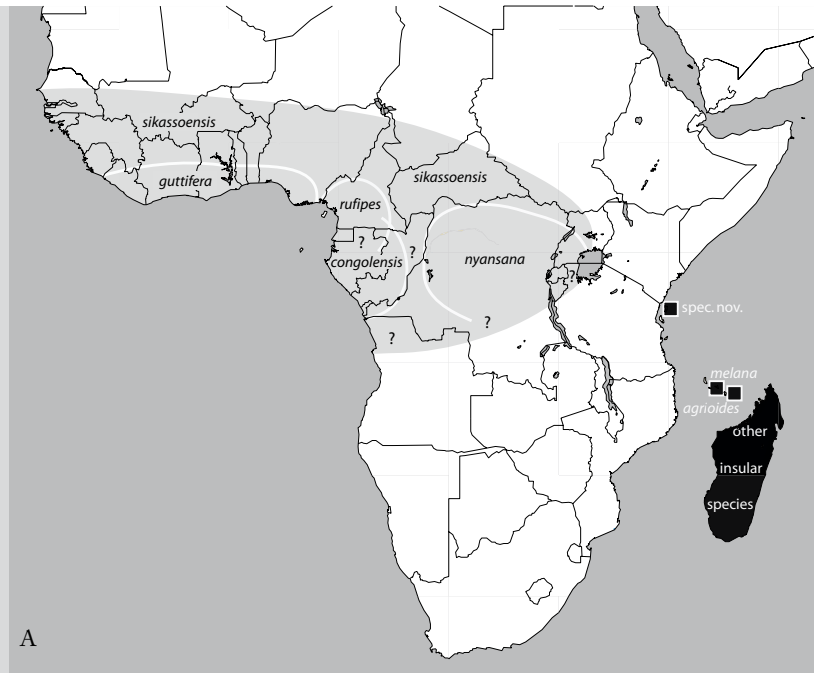 sikassoensis
guttifera
sikassoensis
rufipes
?
?
congolensis
nyansana
?
?
?
spec. nov.
melana
agrioides
other
insular
species
A